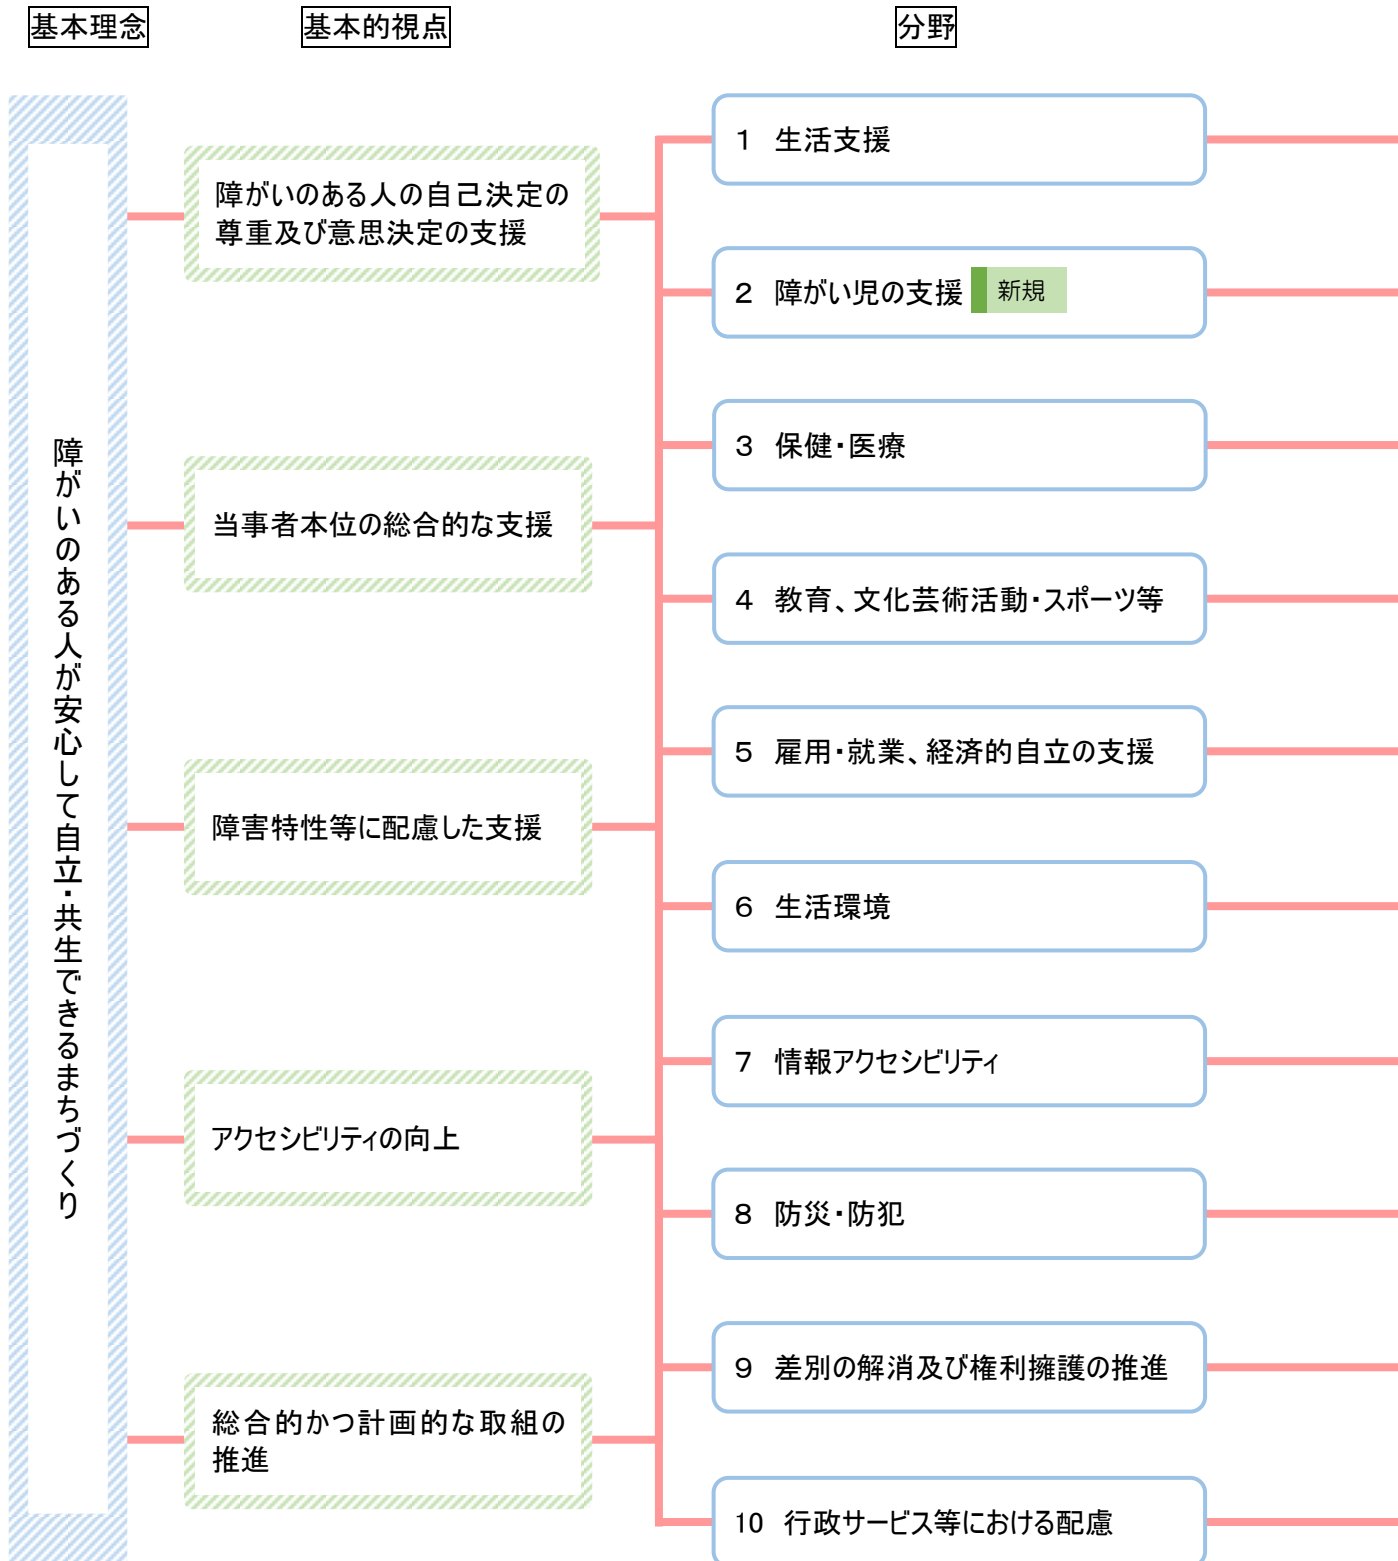 基本理念
基本的視点
分野
障がいのある人が安心して自立・共生できるまちづくり
障がいのある人の自己決定の
尊重及び意思決定の支援
当事者本位の総合的な支援
障害特性等に配慮した支援
アクセシビリティの向上
総合的かつ計画的な取組の
推進
1 生活支援
2 障がい児の支援 新規
3 保健・医療
4 教育、文化芸術活動・スポーツ等
5 雇用・就業、経済的自立の支援
6 生活環境
7 情報アクセシビリティ
8 防災・防犯
9 差別の解消及び権利擁護の推進
10 行政サービス等における配慮